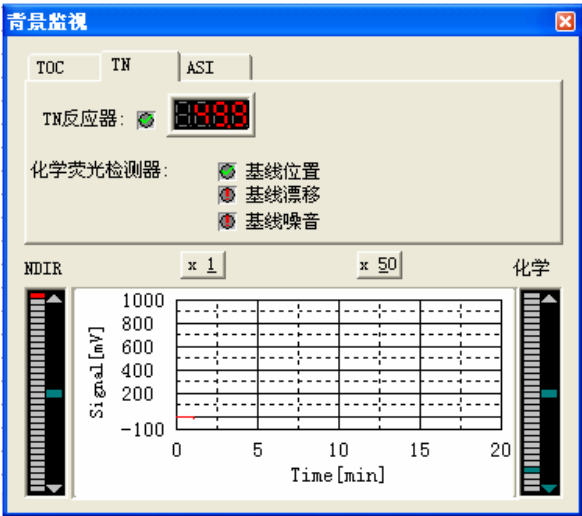 背景监视
TOC TN ASI
TN反应器:
化学荧光检测器: 基线位置
基线漂移
基线噪音
NDIR x 1 x 50 化学
1000
800
600
400
200
-100
Signal[mV]
0 5 10 15 20
Time[min]